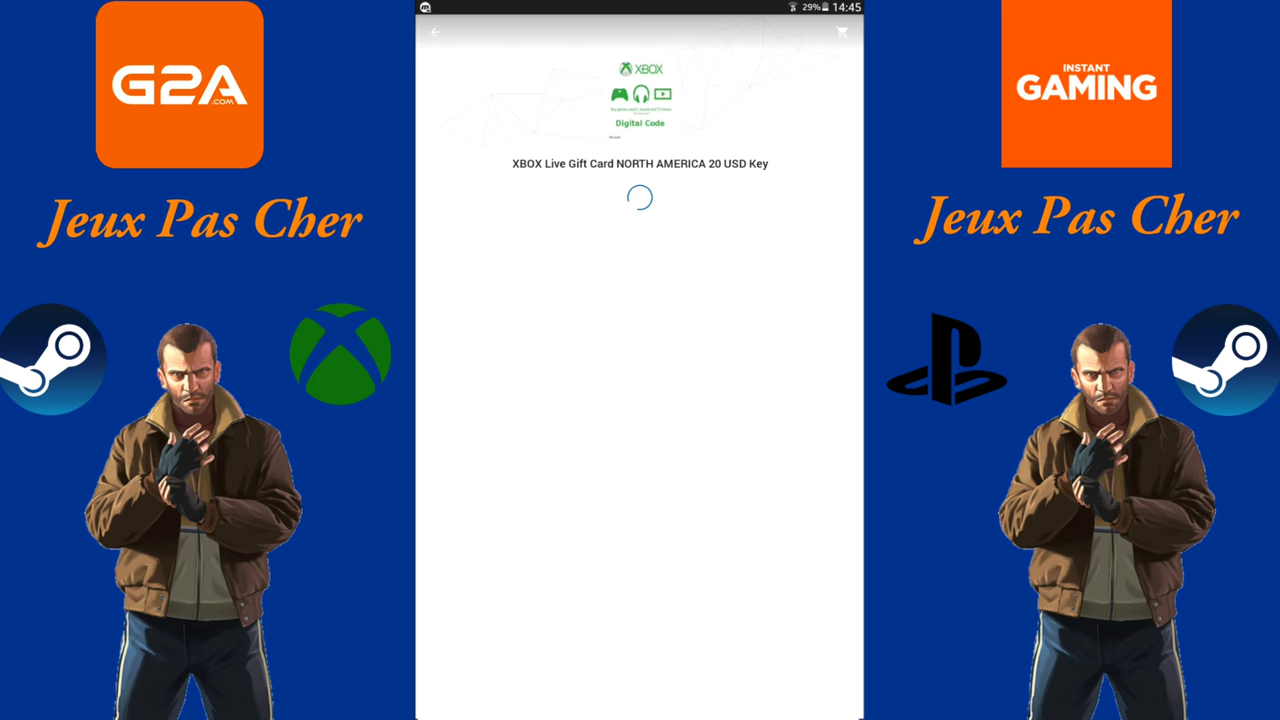 G2A
.COM
Jeux Pas Cher
29% 14:45
XBOX
Digital Code
XBOX Live Gift Card NORTH AMERICA 20 USD Key
INSTANT
GAMING
Jeux Pas Cher